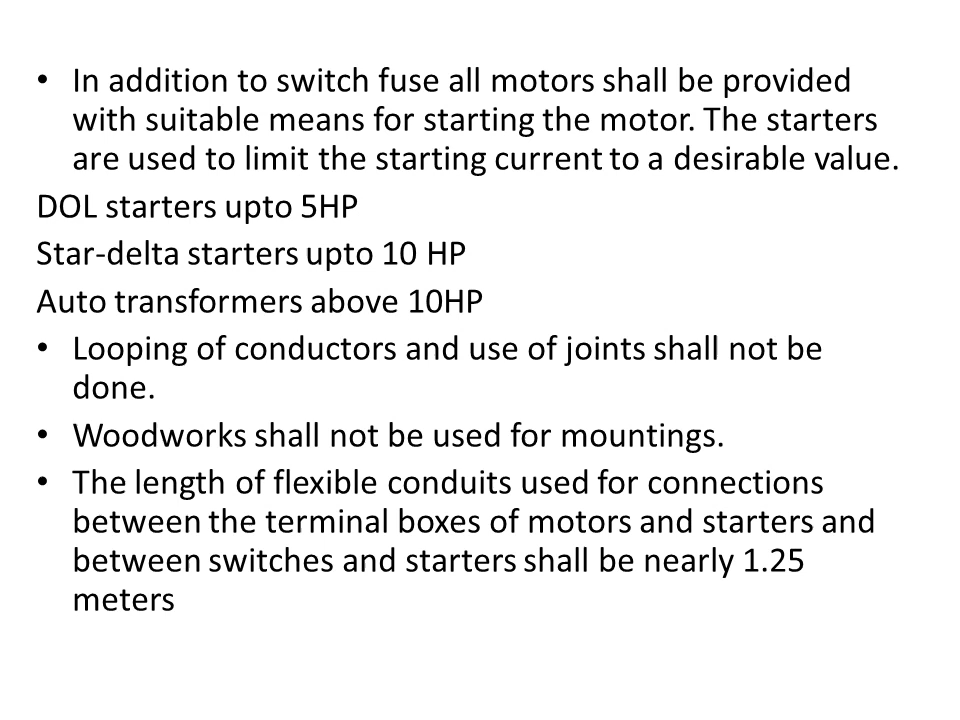 • In addition to switch fuse all motors shall be provided
with suitable means for starting the motor. The starters
are used to limit the starting current to a desirable value.
DOL starters upto 5HP
Star-delta starters upto 10 HP
Auto transformers above 10HP
• Looping of conductors and use of joints shall not be
done.
• Woodworks shall not be used for mountings.
• The length of flexible conduits used for connections
between the terminal boxes of motors and starters and
between switches and starters shall be nearly 1.25
meters